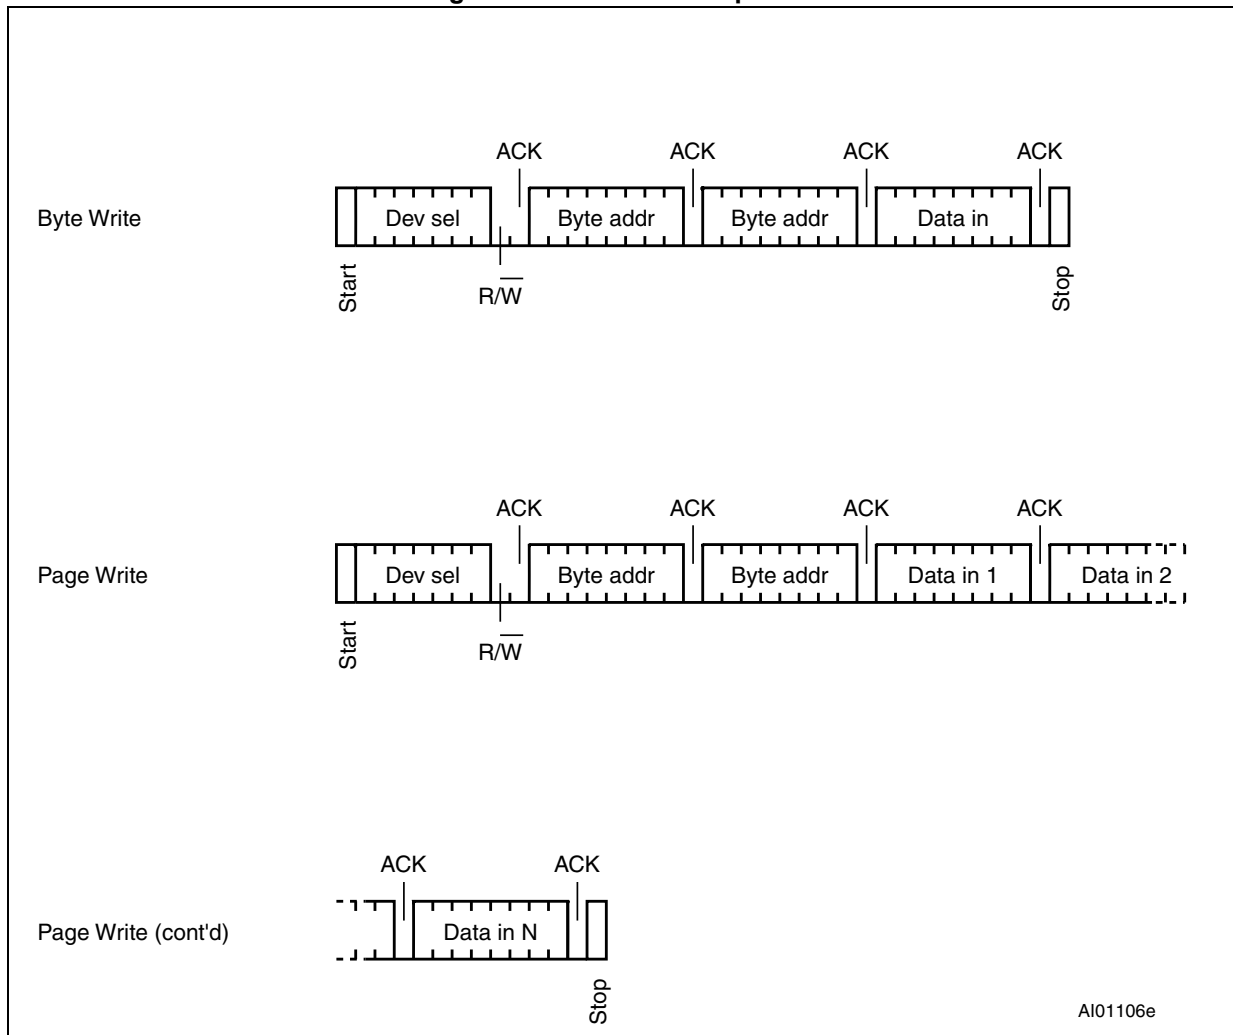 ACK ACK ACK ACK
Byte Write Dev sel Byte addr Byte addr Data in
Start R/W̅ Stop
ACK ACK ACK ACK
Page Write Dev sel Byte addr Byte addr Data in 1 Data in 2
Start R/W̅
ACK ACK
Page Write (cont'd) Data in N
Stop
AI01106e